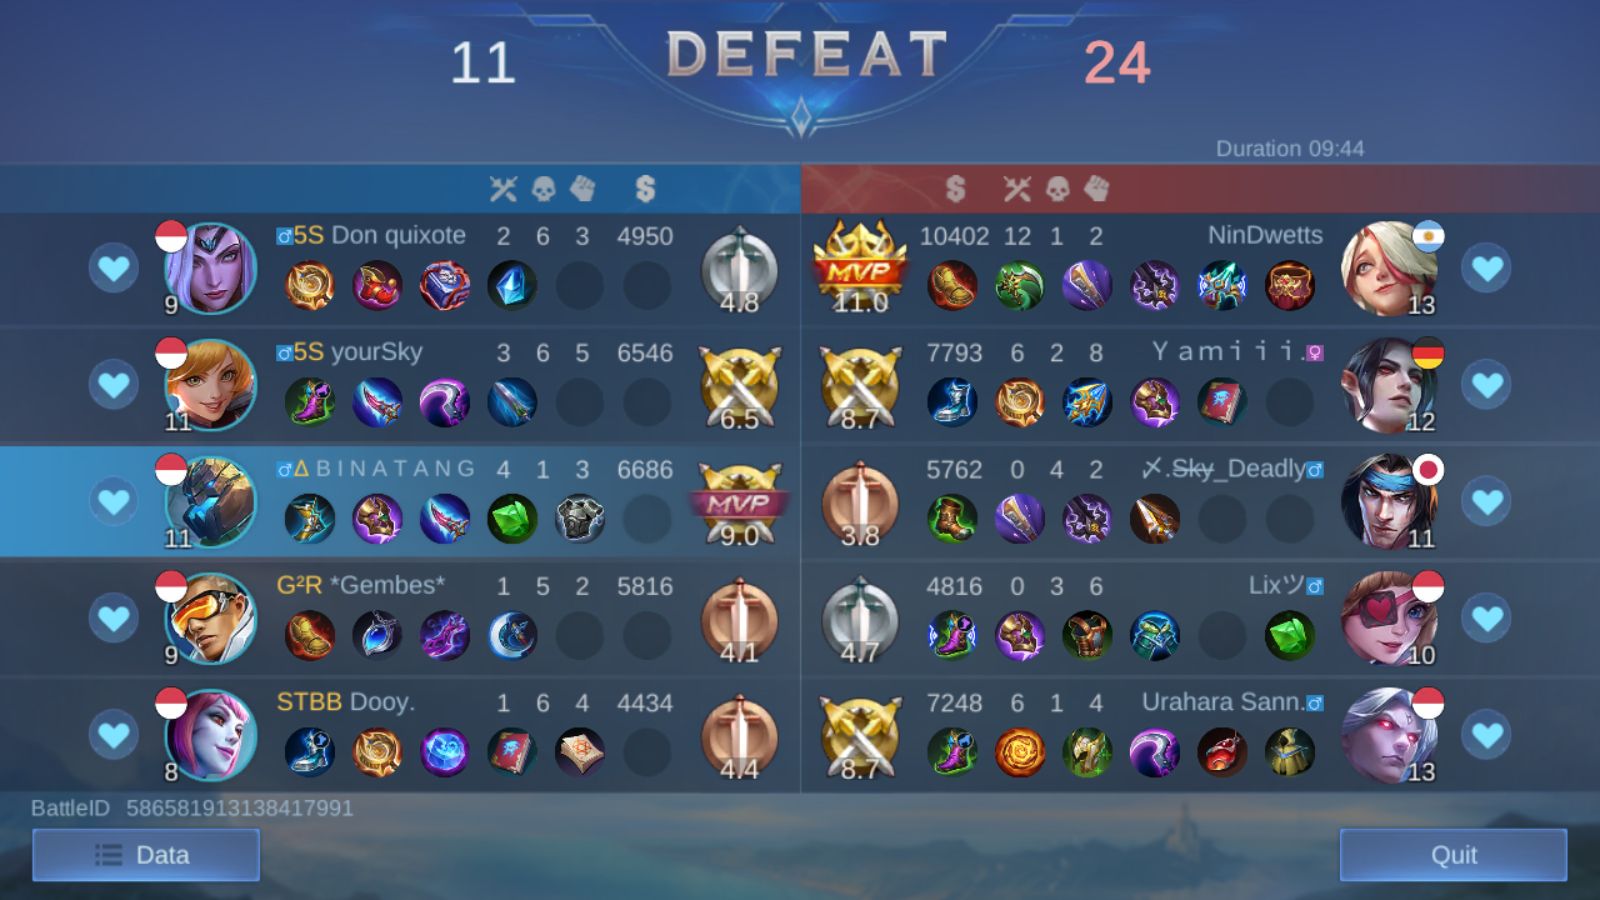 11 DEFEAT 24
Duration 09:44
♂5S Don quixote 2 6 3 4950 4.8 9
MVP 11.0 10402 12 1 2 NinDwetts 13
♂5S yourSky 3 6 5 6546 6.5 11
8.7 7793 6 2 8 Y a m i i i .♀ 12
♂Δ B I N A T A N G 4 1 3 6686 MVP 9.0 11
3.8 5762 0 4 2 〆.Sky_Deadly♂ 11
G²R *Gembes* 1 5 2 5816 4.1 9
4.7 4816 0 3 6 Lixツ♂ 10
STBB Dooy. 1 6 4 4434 4.4 8
8.7 7248 6 1 4 Urahara Sann.♂ 13
BattleID 586581913138417991
Data
Quit